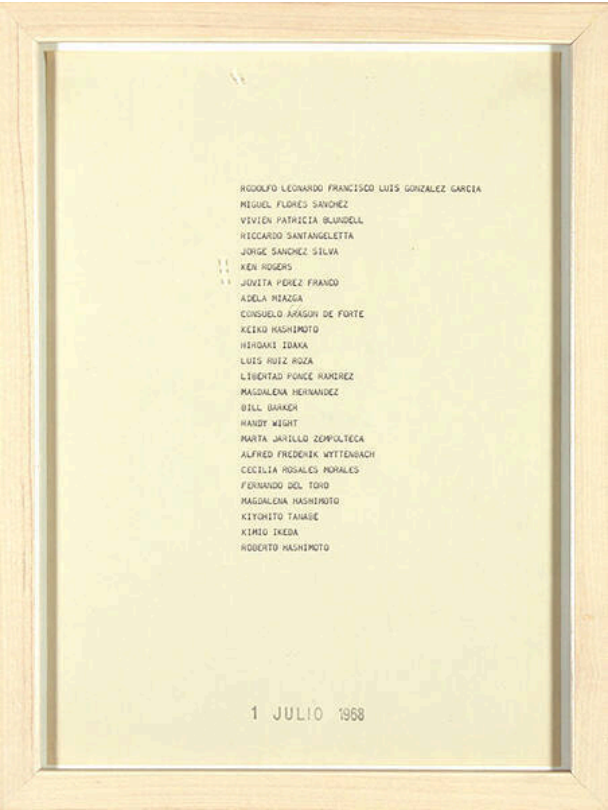 RODOLFO LEONARDO FRANCISCO LUIS GONZALEZ GARCIA
MIGUEL FLORES SANCHEZ
VIVIEN PATRICIA BLUNDELL
RICCARDO SANTANGELETTA
JORGE SANCHEZ SILVA
KEN ROGERS
JOVITA PEREZ FRANCO
ADELA MIAZGA
CONSUELO ARAGON DE FORTE
KEIKO HASHIMOTO
HIROAKI IDAKA
LUIS RUIZ ROZA
LIBERTAD PONCE RAMIREZ
MAGDALENA HERNANDEZ
BILL BARKER
RANDY WIGHT
MARTA JARILLO ZEMPOLTECA
ALFRED FREDERIK WYTTENBACH
CECILIA ROSALES MORALES
FERNANDO DEL TORO
MAGDALENA HASHIMOTO
KIYOHITO TANABE
KIMIO IKEDA
ROBERTO HASHIMOTO
1 JULIO 1968